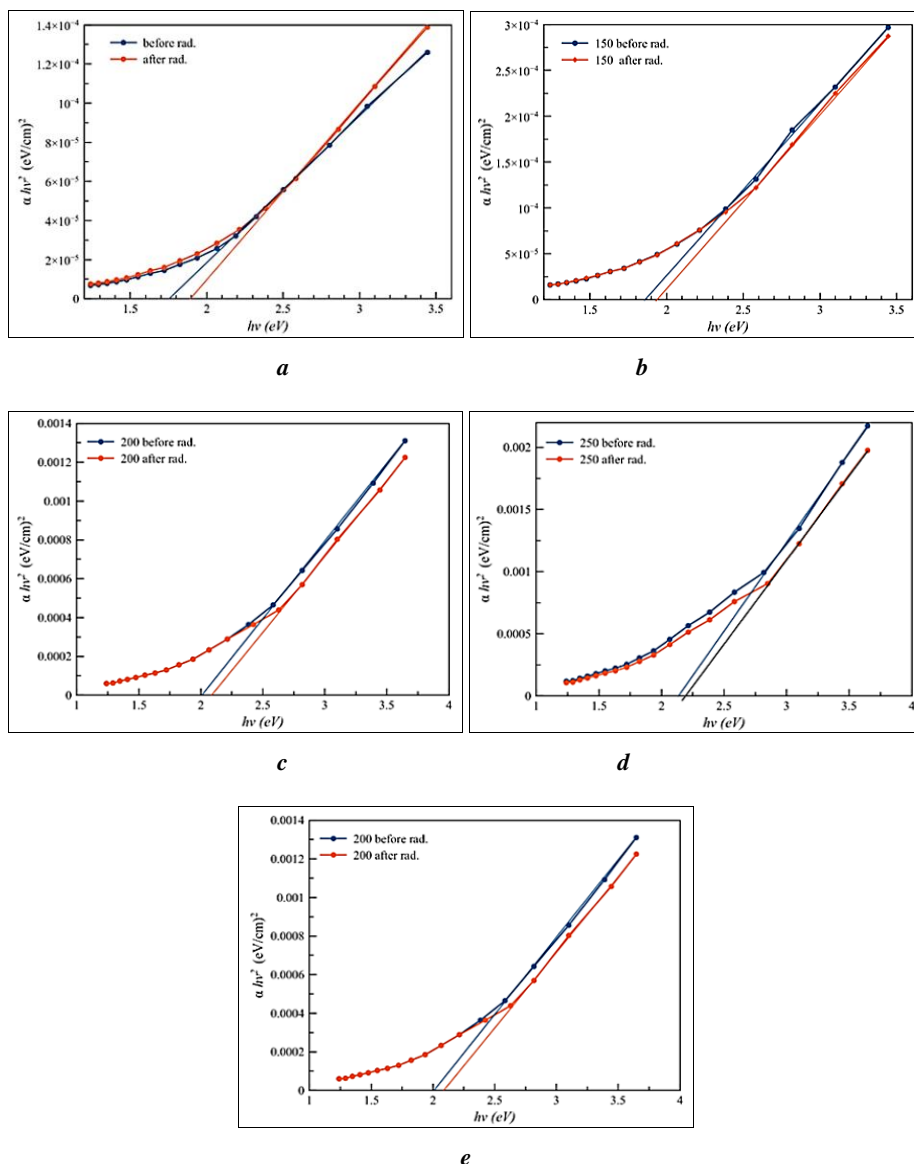 1.4×10⁻⁴
1.2×10⁻⁴
10⁻⁴
8×10⁻⁵
6×10⁻⁵
4×10⁻⁵
2×10⁻⁵
0
α hν² (eV/cm)²
before rad.
after rad.
1.5 2 2.5 3 3.5
hν (eV)
a
3×10⁻⁴
2.5×10⁻⁴
2×10⁻⁴
1.5×10⁻⁴
10⁻⁴
5×10⁻⁵
0
α hν² (eV/cm)²
150 before rad.
150 after rad.
1.5 2 2.5 3 3.5
hν (eV)
b
0.0014
0.0012
0.001
0.0008
0.0006
0.0004
0.0002
0
α hν² (eV/cm)²
200 before rad.
200 after rad.
1 1.5 2 2.5 3 3.5 4
hν (eV)
c
0.002
0.0015
0.001
0.0005
0
α hν² (eV/cm)²
250 before rad.
250 after rad.
1 1.5 2 2.5 3 3.5 4
hν (eV)
d
0.0014
0.0012
0.001
0.0008
0.0006
0.0004
0.0002
0
α hν² (eV/cm)²
200 before rad.
200 after rad.
1 1.5 2 2.5 3 3.5 4
hν (eV)
e